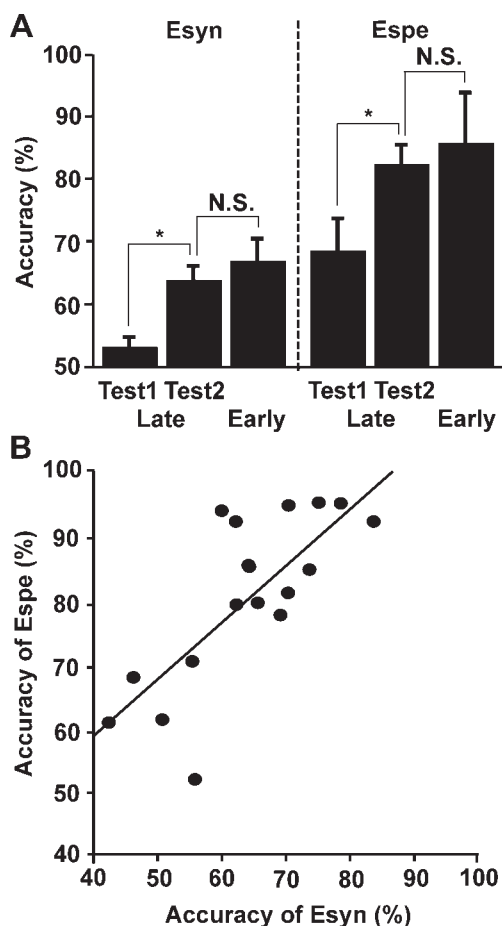 A
Esyn Espe
Accuracy (%)
100
90
80
70
60
50
* N.S. * N.S.
Test1 Test2 Test1 Test2
Late Early Late Early
B
Accuracy of Espe (%)
100
90
80
70
60
50
40
40 50 60 70 80 90 100
Accuracy of Esyn (%)